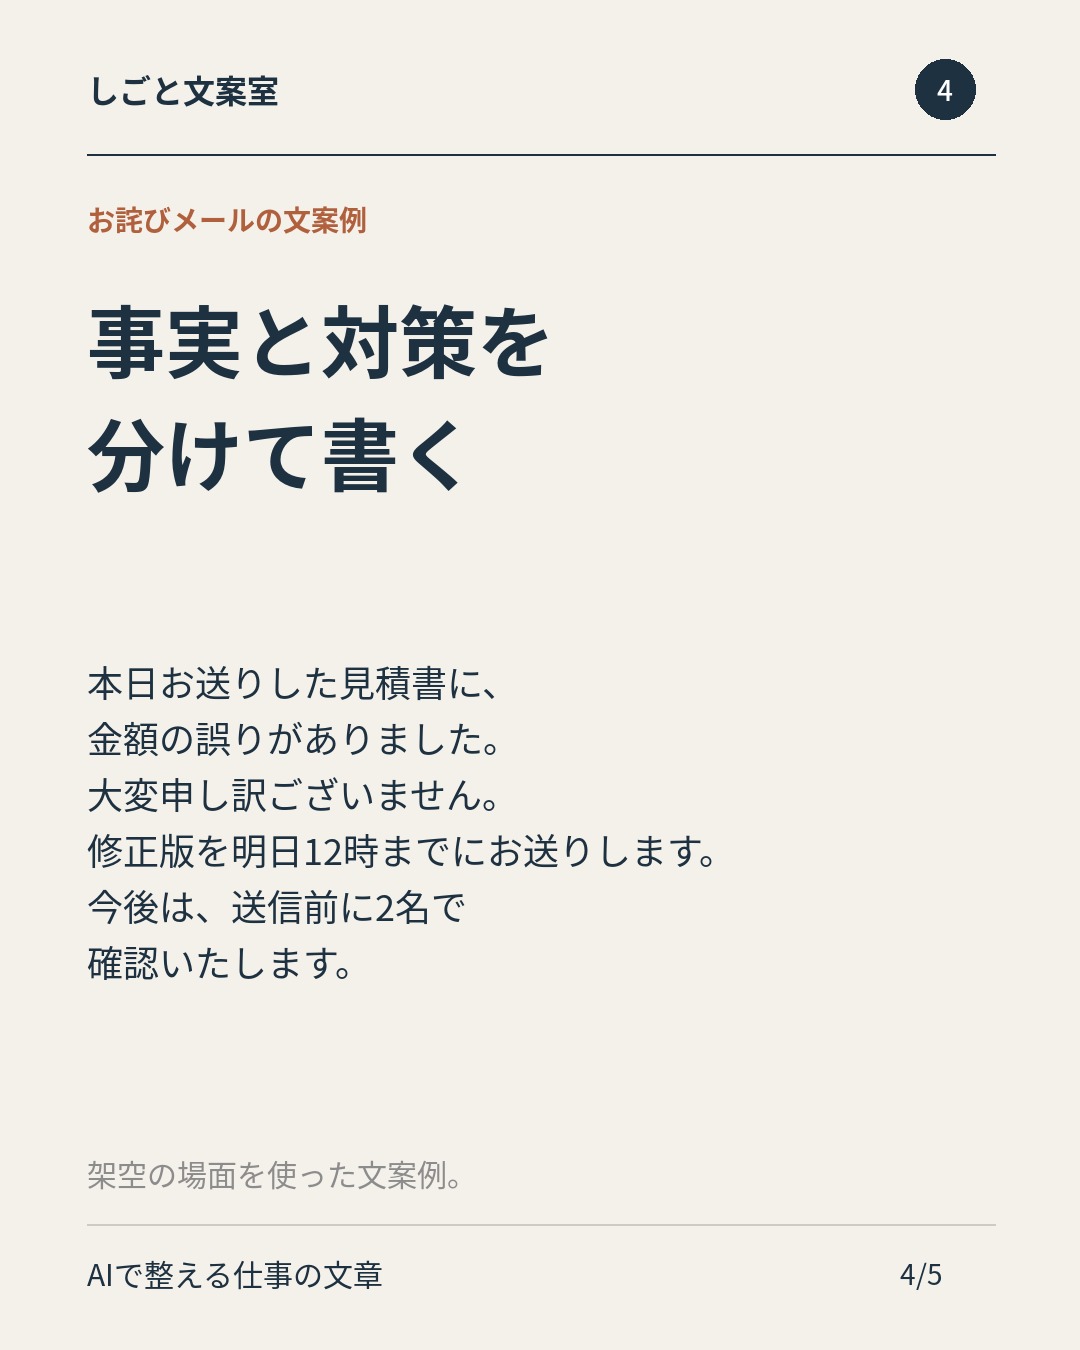 しごと文案室
4
お詫びメールの文案例
事実と対策を
分けて書く
本日お送りした見積書に、
金額の誤りがありました。
大変申し訳ございません。
修正版を明日12時までにお送りします。
今後は、送信前に2名で
確認いたします。
架空の場面を使った文案例。
AIで整える仕事の文章
4/5